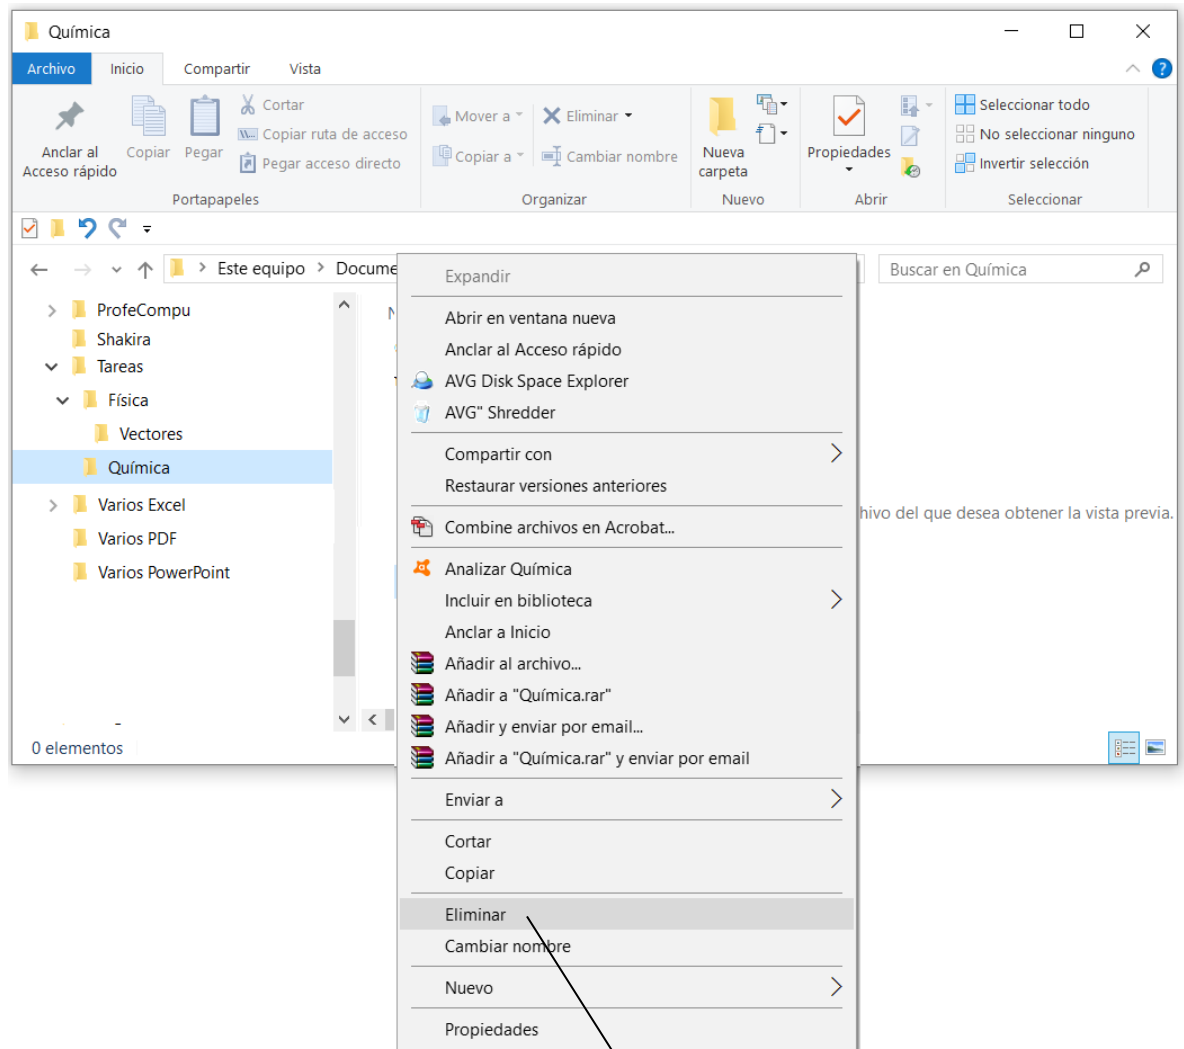 Química
Archivo Inicio Compartir Vista
Anclar al Acceso rápido
Copiar
Pegar
Cortar
Copiar ruta de acceso
Pegar acceso directo
Portapapeles
Mover a
Copiar a
Eliminar
Cambiar nombre
Organizar
Nueva carpeta
Nuevo
Propiedades
Abrir
Seleccionar todo
No seleccionar ninguno
Invertir selección
Seleccionar
Este equipo > Docume
Buscar en Química
ProfeCompu
Shakira
Tareas
Física
Vectores
Química
Varios Excel
Varios PDF
Varios PowerPoint
0 elementos
Expandir
Abrir en ventana nueva
Anclar al Acceso rápido
AVG Disk Space Explorer
AVG" Shredder
Compartir con
Restaurar versiones anteriores
Combine archivos en Acrobat...
Analizar Química
Incluir en biblioteca
Anclar a Inicio
Añadir al archivo...
Añadir a "Química.rar"
Añadir y enviar por email...
Añadir a "Química.rar" y enviar por email
Enviar a
Cortar
Copiar
Eliminar
Cambiar nombre
Nuevo
Propiedades
hivo del que desea obtener la vista previa.